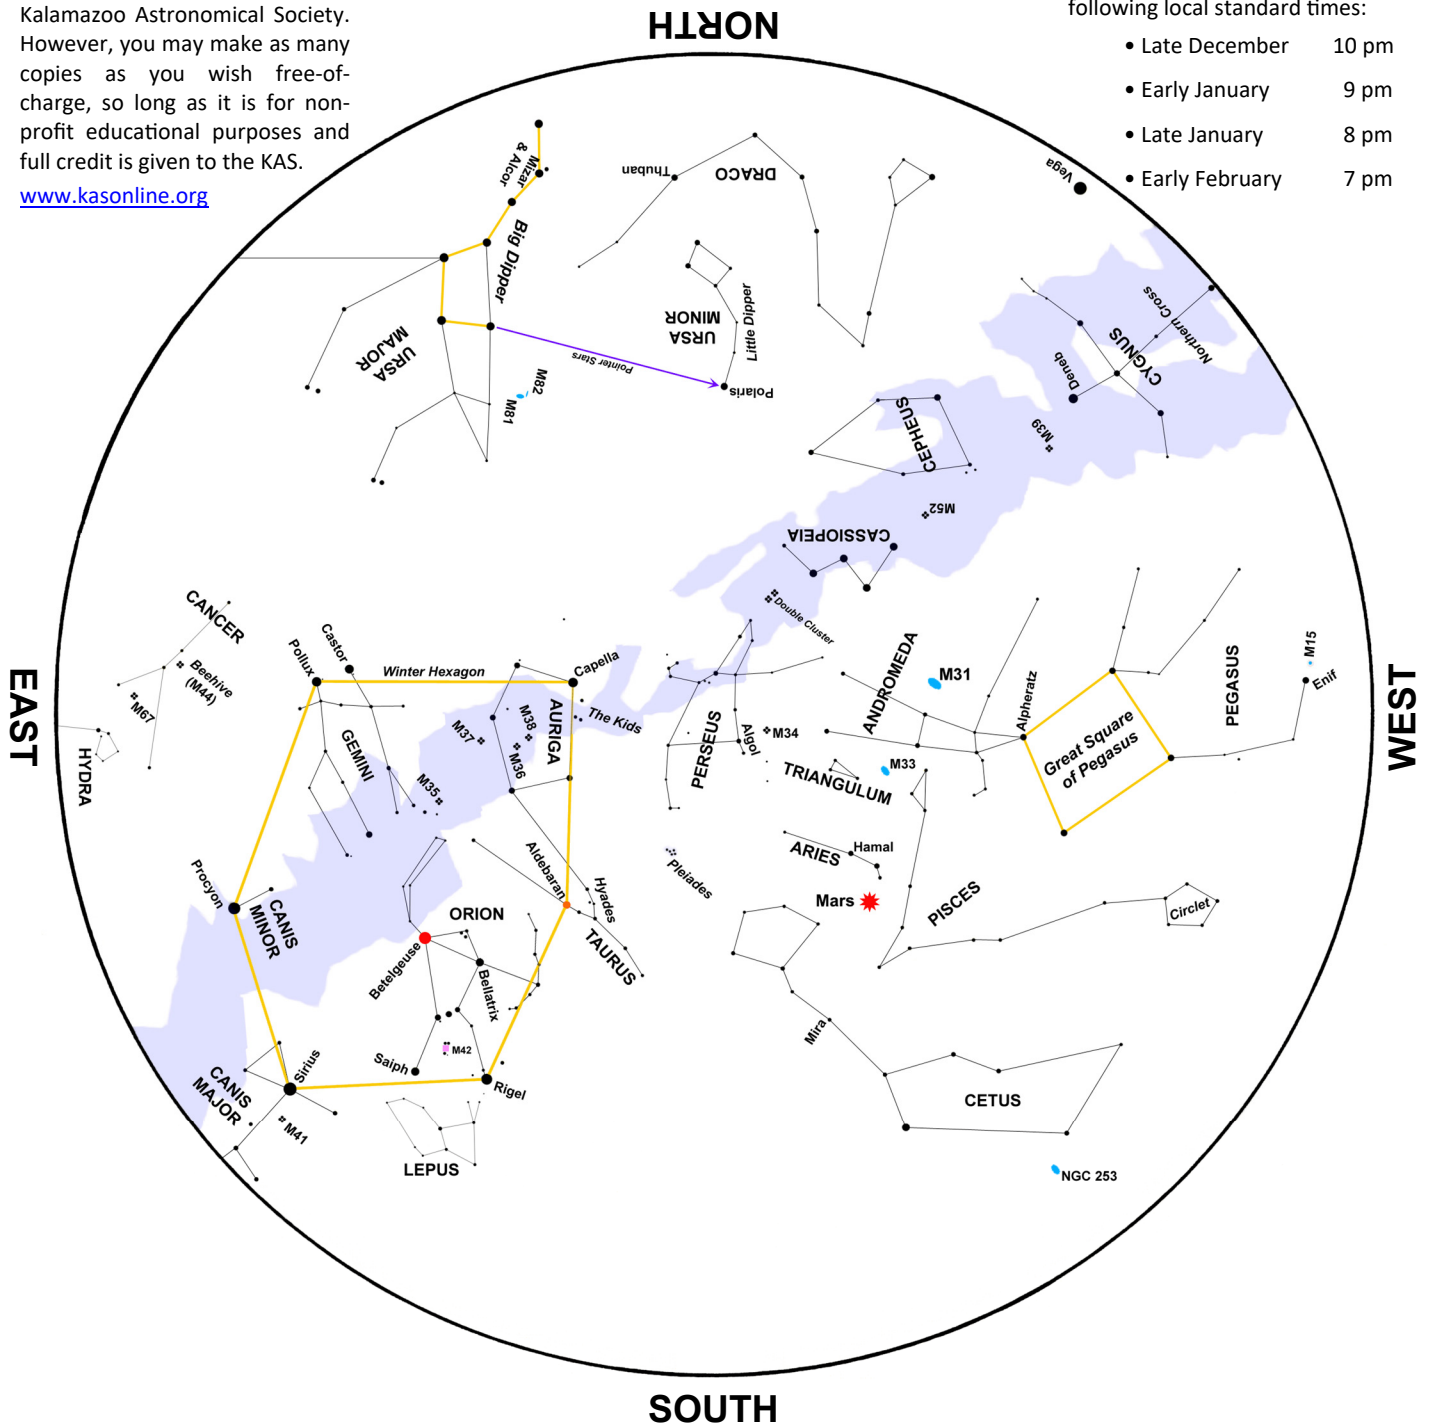 Kalamazoo Astronomical Society.
However, you may make as many
copies as you wish free-of-
charge, so long as it is for non-
profit educational purposes and
full credit is given to the KAS.
www.kasonline.org
following local standard times:
• Late December 10 pm
• Early January 9 pm
• Late January 8 pm
• Early February 7 pm
NORTH
Mizar
& Alcor
Thuban
DRACO
Vega
Big Dipper
URSA
MAJOR
Pointer Stars
URSA
MINOR
Little Dipper
Polaris
M82
M81
Northern Cross
CYGNUS
Deneb
M39
CEPHEUS
M52
CASSIOPEIA
Double Cluster
CANCER
Beehive
(M44)
M67
HYDRA
EAST
Pollux
Castor
Winter Hexagon
Capella
The Kids
AURIGA
M38
M37
M36
GEMINI
M35
PERSEUS
Algol
M34
ANDROMEDA
M31
Alpheratz
Great Square
of Pegasus
PEGASUS
M15
Enif
WEST
TRIANGULUM
M33
ARIES
Hamal
Mars
PISCES
Circlet
Pleiades
Aldebaran
Hyades
TAURUS
Procyon
CANIS
MINOR
ORION
Betelgeuse
Bellatrix
M42
Saiph
Rigel
Sirius
CANIS
MAJOR
M41
LEPUS
Mira
CETUS
NGC 253
SOUTH